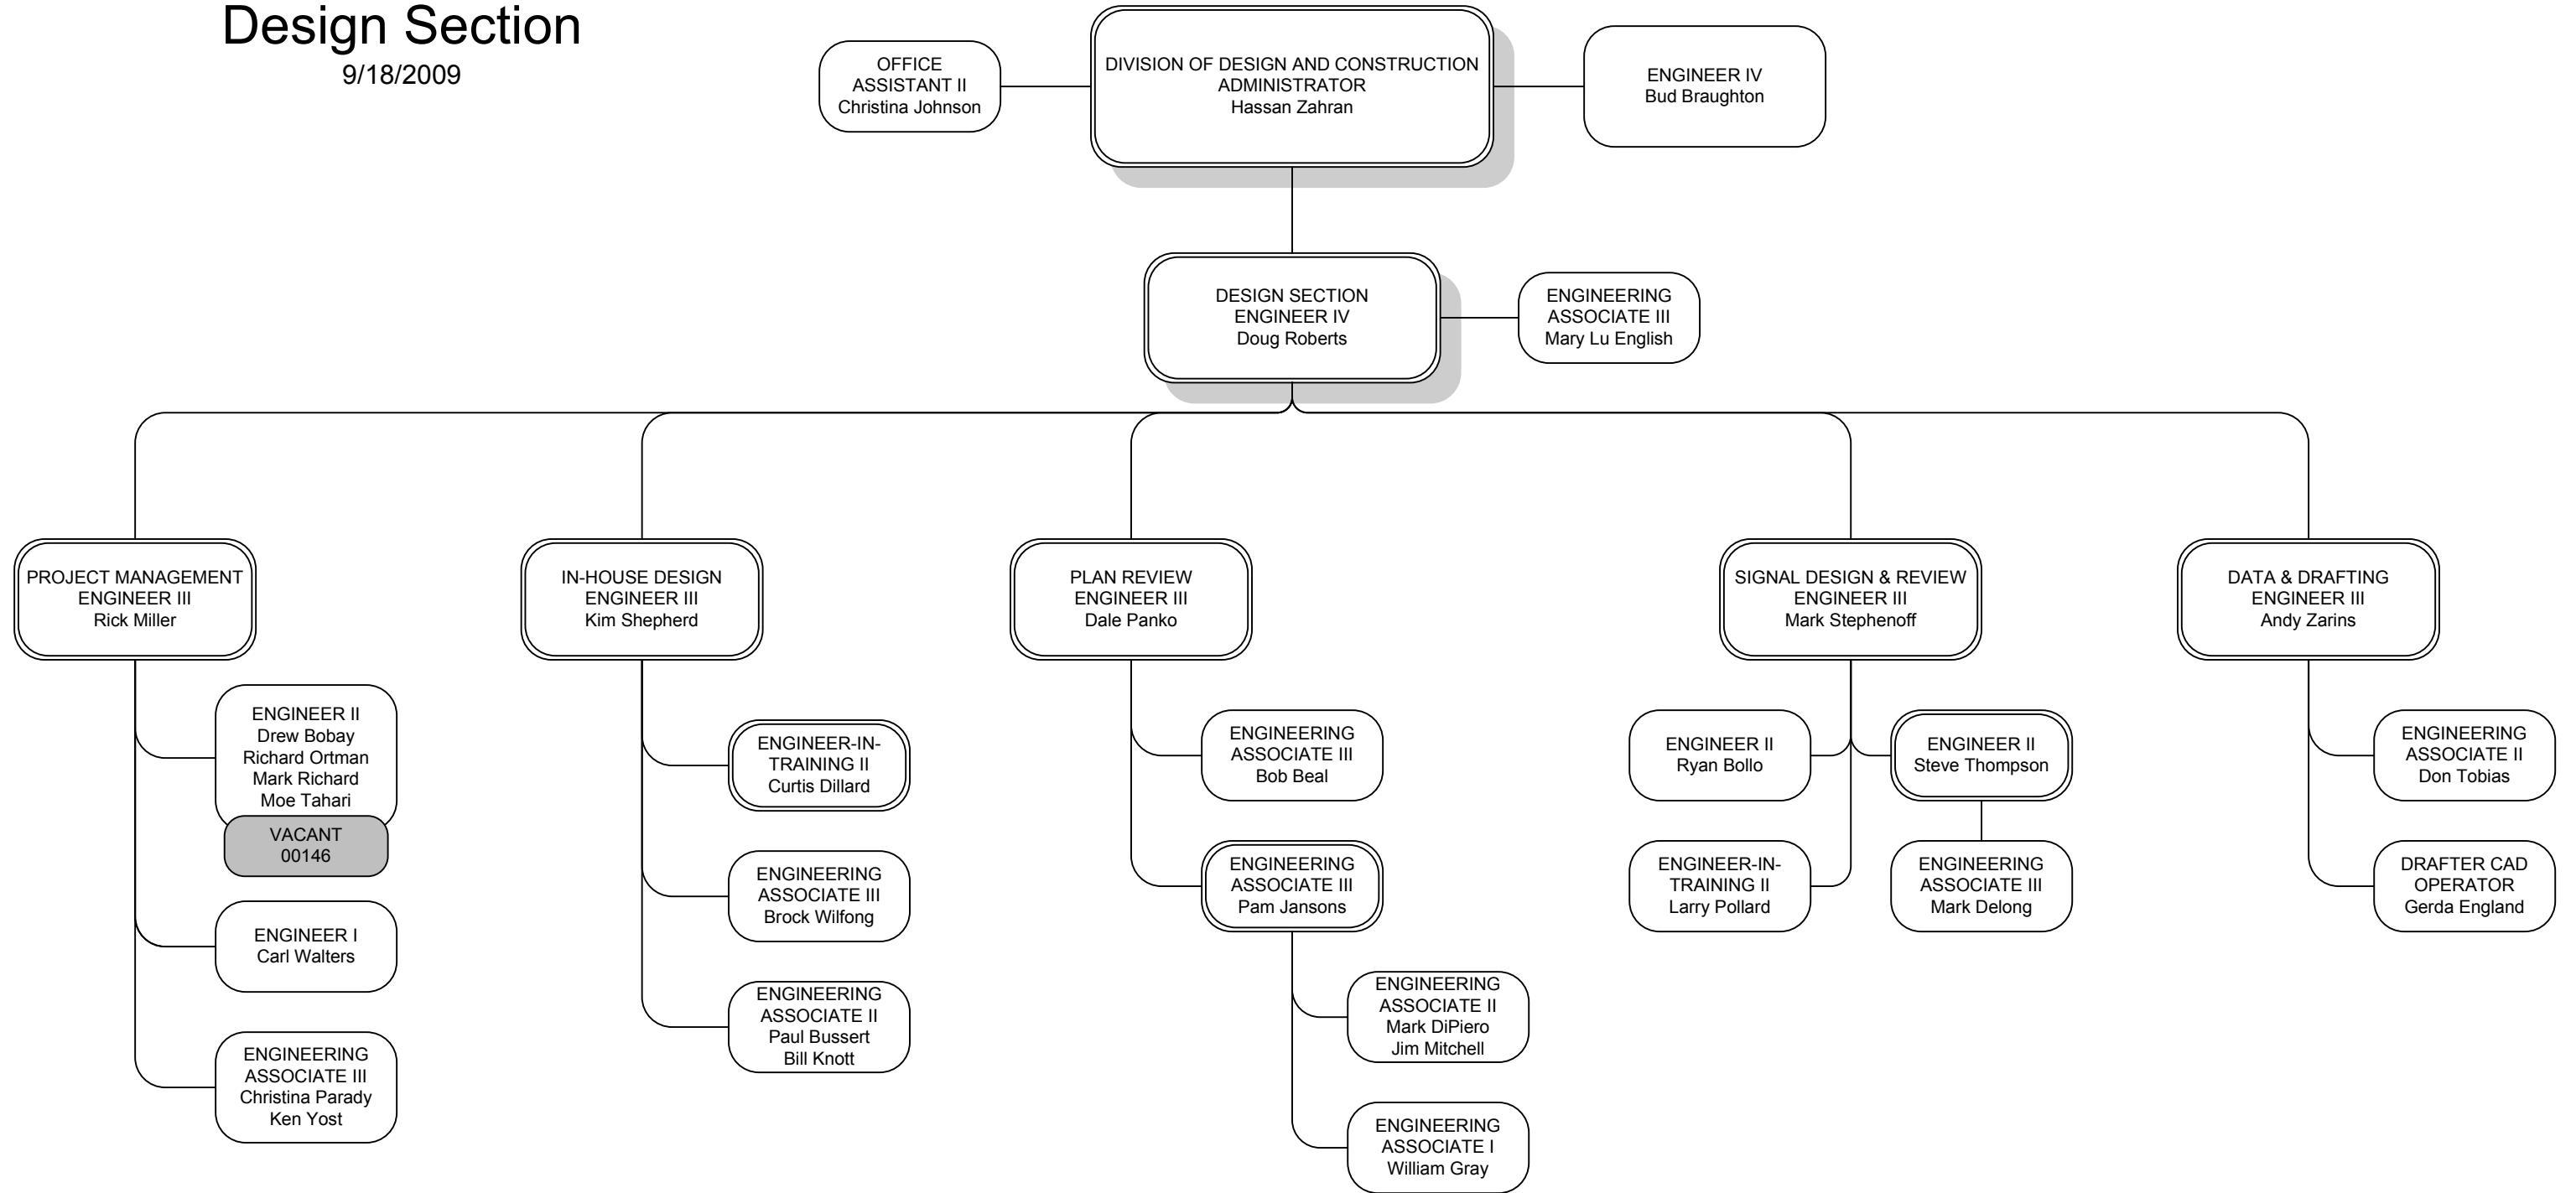 Design Section
9/18/2009
OFFICE
ASSISTANT II
Christina Johnson
DIVISION OF DESIGN AND CONSTRUCTION
ADMINISTRATOR
Hassan Zahran
ENGINEER IV
Bud Braughton
DESIGN SECTION
ENGINEER IV
Doug Roberts
ENGINEERING
ASSOCIATE III
Mary Lu English
PROJECT MANAGEMENT
ENGINEER III
Rick Miller
IN-HOUSE DESIGN
ENGINEER III
Kim Shepherd
PLAN REVIEW
ENGINEER III
Dale Panko
SIGNAL DESIGN & REVIEW
ENGINEER III
Mark Stephenoff
DATA & DRAFTING
ENGINEER III
Andy Zarins
ENGINEER II
Drew Bobay
Richard Ortman
Mark Richard
Moe Tahari
VACANT
00146
ENGINEER I
Carl Walters
ENGINEERING
ASSOCIATE III
Christina Parady
Ken Yost
ENGINEER-IN-
TRAINING II
Curtis Dillard
ENGINEERING
ASSOCIATE III
Brock Wilfong
ENGINEERING
ASSOCIATE II
Paul Bussert
Bill Knott
ENGINEERING
ASSOCIATE III
Bob Beal
ENGINEERING
ASSOCIATE III
Pam Jansons
ENGINEERING
ASSOCIATE II
Mark DiPiero
Jim Mitchell
ENGINEERING
ASSOCIATE I
William Gray
ENGINEER II
Ryan Bollo
ENGINEER II
Steve Thompson
ENGINEER-IN-
TRAINING II
Larry Pollard
ENGINEERING
ASSOCIATE III
Mark Delong
ENGINEERING
ASSOCIATE II
Don Tobias
DRAFTER CAD
OPERATOR
Gerda England